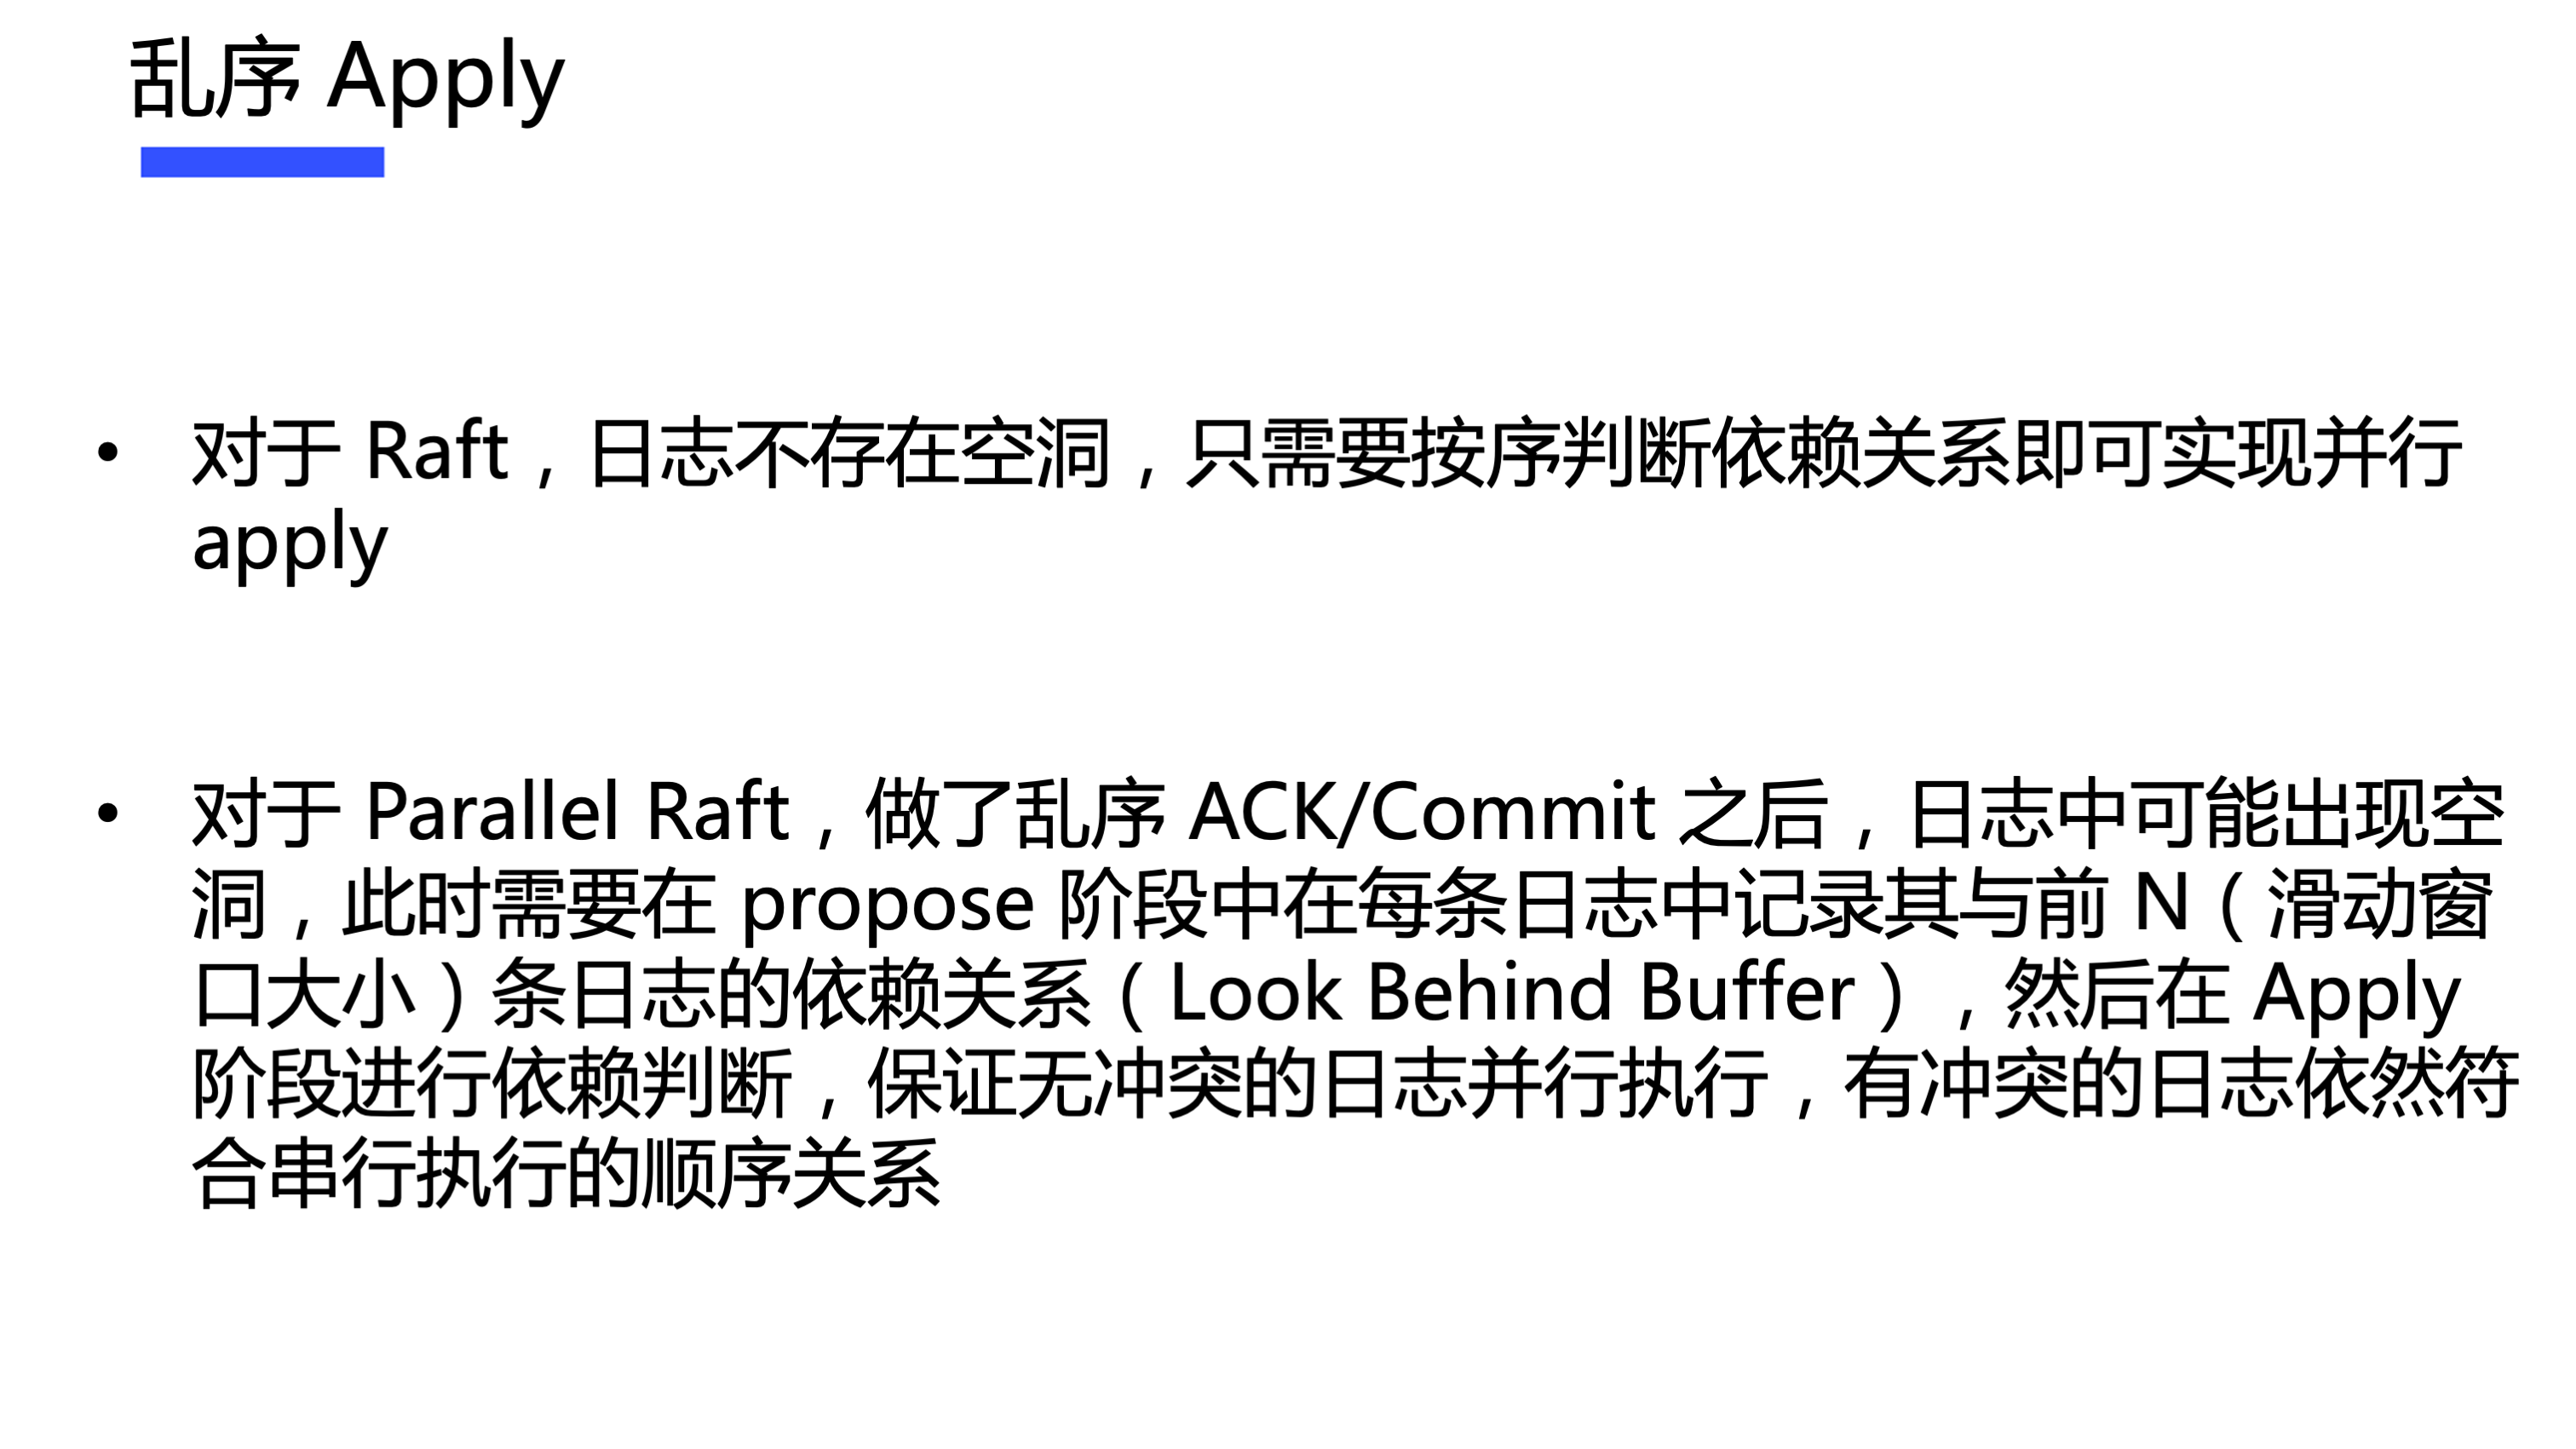 乱序 Apply
• 对于 Raft，日志不存在空洞，只需要按序判断依赖关系即可实现并行
apply
• 对于 Parallel Raft，做了乱序 ACK/Commit 之后，日志中可能出现空
洞，此时需要在 propose 阶段中在每条日志中记录其与前 N（滑动窗
口大小）条日志的依赖关系（Look Behind Buffer），然后在 Apply
阶段进行依赖判断，保证无冲突的日志并行执行，有冲突的日志依然符
合串行执行的顺序关系